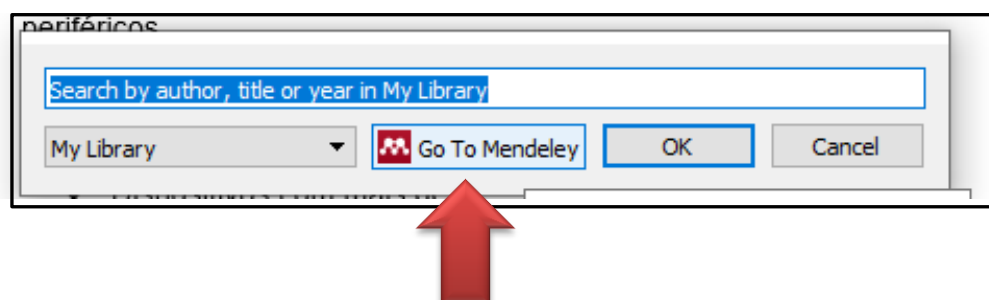 periféricos
Search by author, title or year in My Library
My Library
Go To Mendeley
OK
Cancel